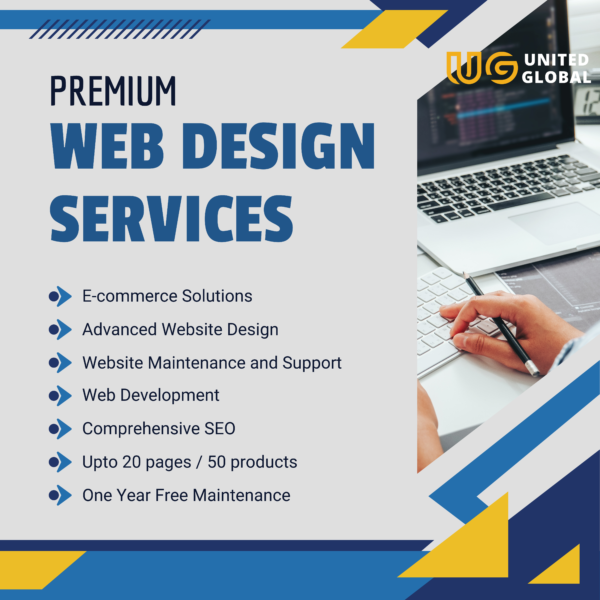 UG UNITED
GLOBAL
PREMIUM
WEB DESIGN
SERVICES
E-commerce Solutions
Advanced Website Design
Website Maintenance and Support
Web Development
Comprehensive SEO
Upto 20 pages / 50 products
One Year Free Maintenance